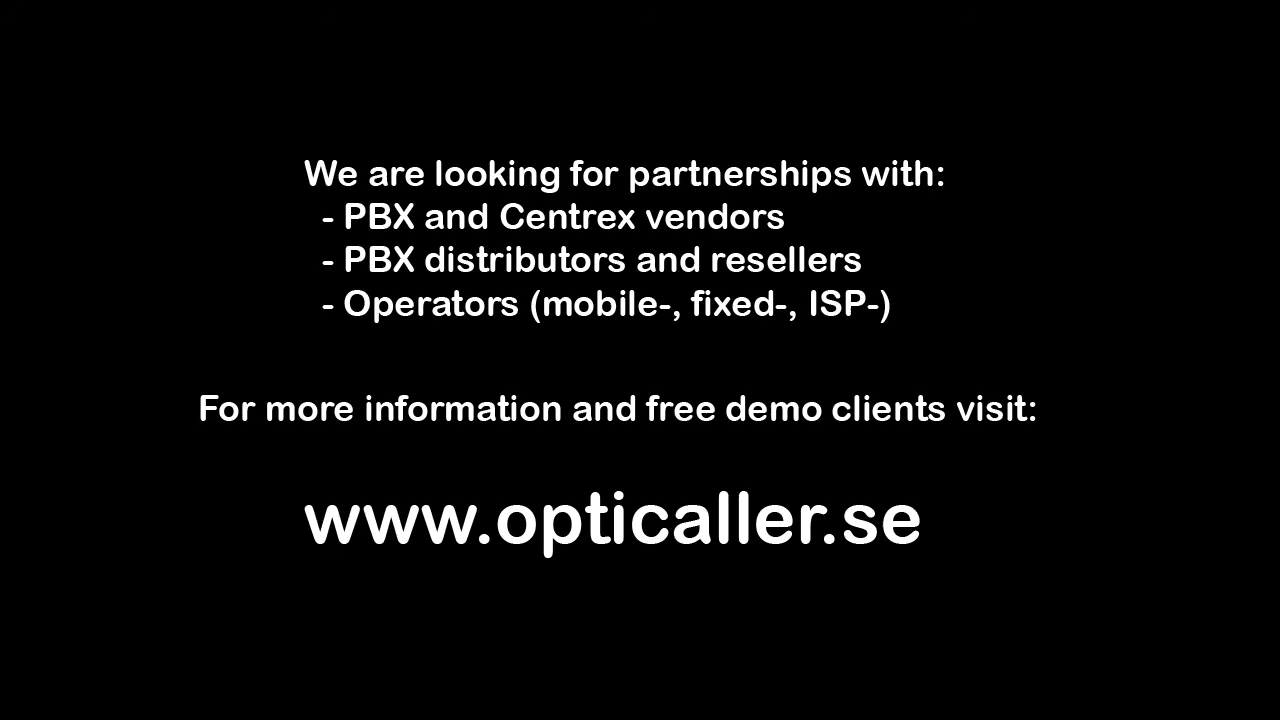 We are looking for partnerships with:
- PBX and Centrex vendors
- PBX distributors and resellers
- Operators (mobile-, fixed-, ISP-)
For more information and free demo clients visit:
www.opticaller.se